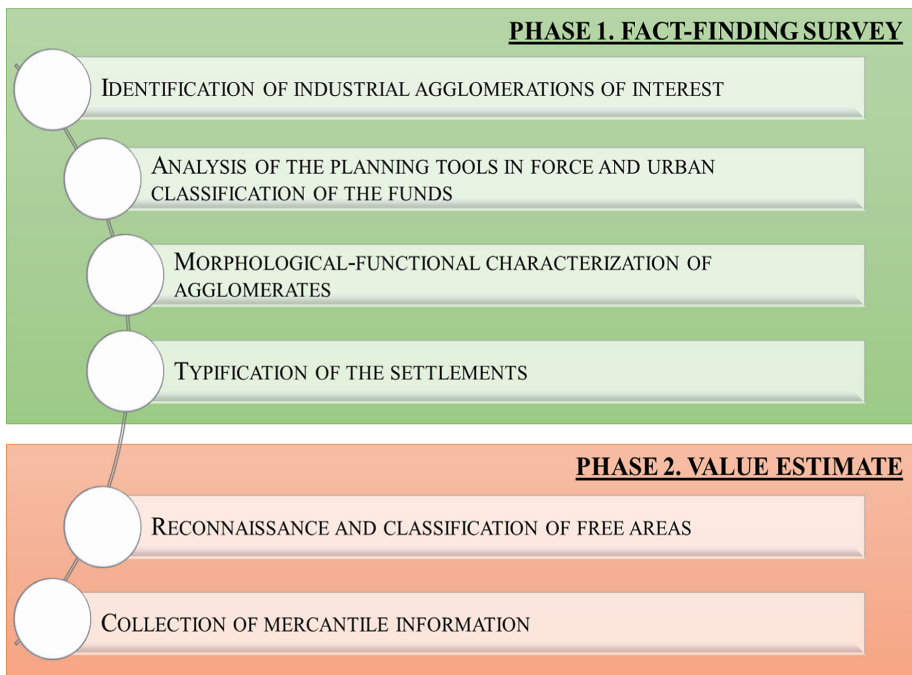 PHASE 1. FACT-FINDING SURVEY
IDENTIFICATION OF INDUSTRIAL AGGLOMERATIONS OF INTEREST
ANALYSIS OF THE PLANNING TOOLS IN FORCE AND URBAN
CLASSIFICATION OF THE FUNDS
MORPHOLOGICAL-FUNCTIONAL CHARACTERIZATION OF
AGGLOMERATES
TYPIFICATION OF THE SETTLEMENTS
PHASE 2. VALUE ESTIMATE
RECONNAISSANCE AND CLASSIFICATION OF FREE AREAS
COLLECTION OF MERCANTILE INFORMATION